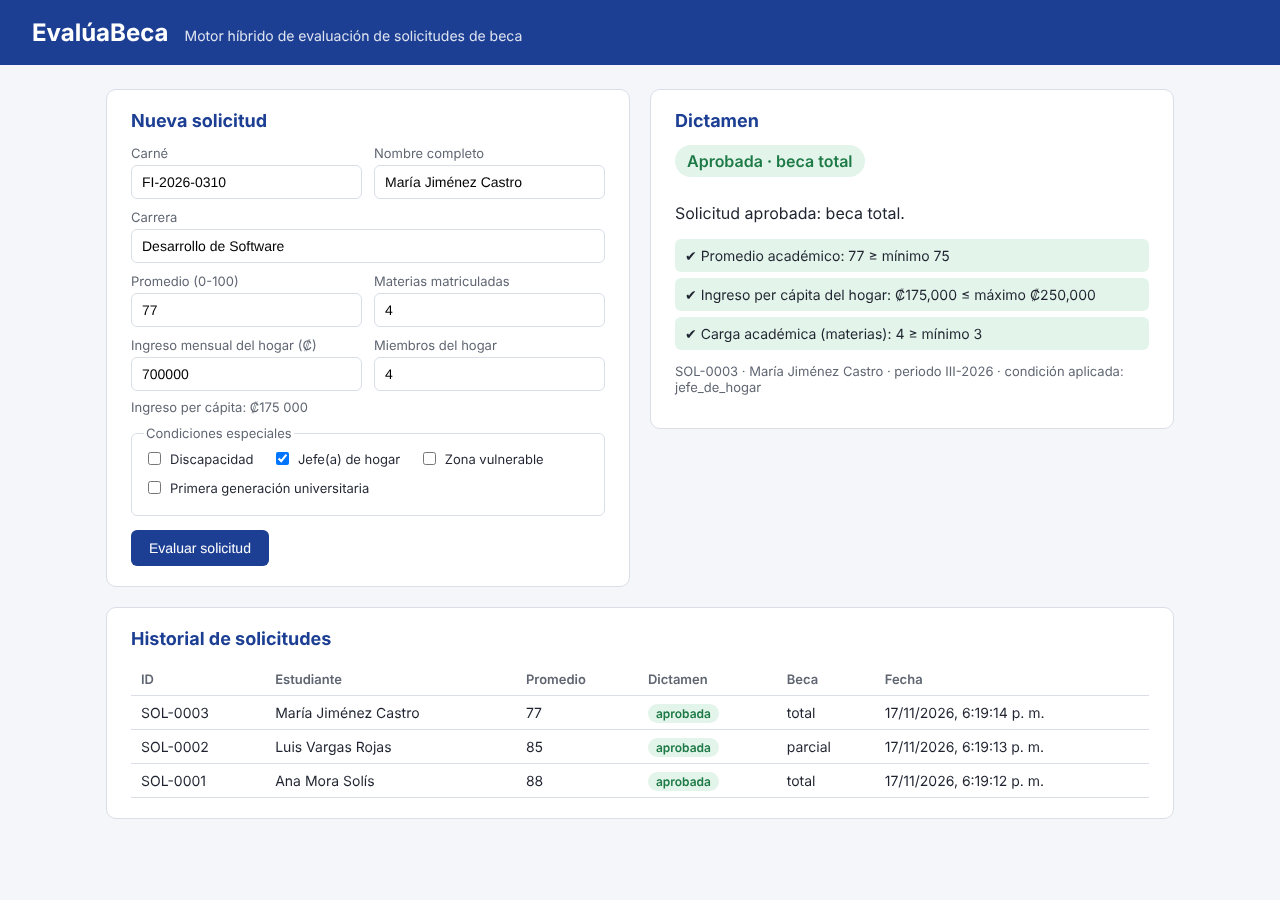 EvalúaBeca Motor híbrido de evaluación de solicitudes de beca
Nueva solicitud
Carné Nombre completo
FI-2026-0310 María Jiménez Castro
Carrera
Desarrollo de Software
Promedio (0-100) Materias matriculadas
77 4
Ingreso mensual del hogar (₡) Miembros del hogar
700000 4
Ingreso per cápita: ₡175 000
Condiciones especiales
Discapacidad Jefe(a) de hogar Zona vulnerable
Primera generación universitaria
Evaluar solicitud
Dictamen
Aprobada · beca total
Solicitud aprobada: beca total.
✔ Promedio académico: 77 ≥ mínimo 75
✔ Ingreso per cápita del hogar: ₡175,000 ≤ máximo ₡250,000
✔ Carga académica (materias): 4 ≥ mínimo 3
SOL-0003 · María Jiménez Castro · periodo III-2026 · condición aplicada:
jefe_de_hogar
Historial de solicitudes
ID Estudiante Promedio Dictamen Beca Fecha
SOL-0003 María Jiménez Castro 77 aprobada total 17/11/2026, 6:19:14 p. m.
SOL-0002 Luis Vargas Rojas 85 aprobada parcial 17/11/2026, 6:19:13 p. m.
SOL-0001 Ana Mora Solís 88 aprobada total 17/11/2026, 6:19:12 p. m.